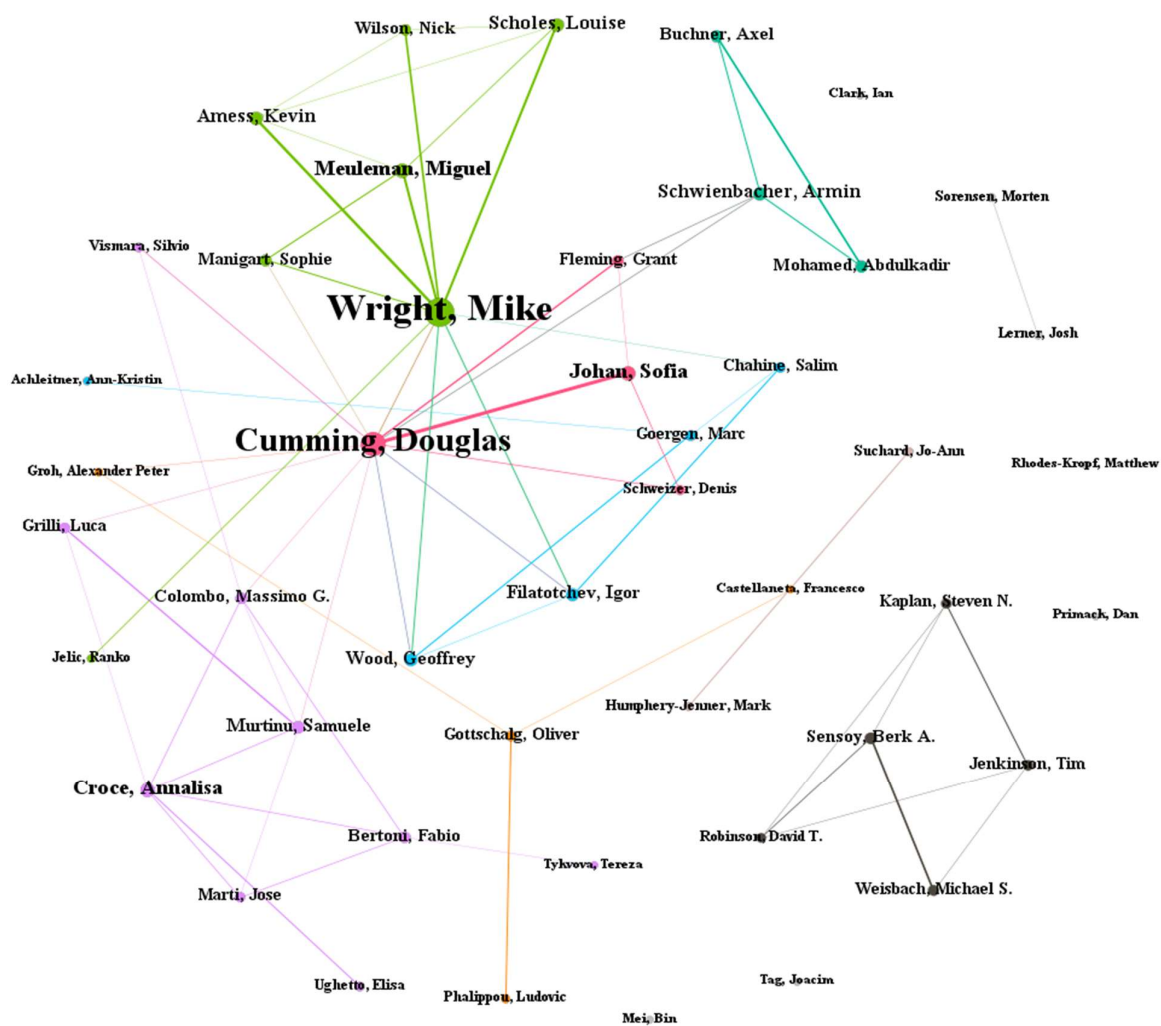 Wilson, Nick
Scholes, Louise
Buchner, Axel
Clark, Ian
Amess, Kevin
Meuleman, Miguel
Schwienbacher, Armin
Sorensen, Morten
Vismara, Silvio
Manigart, Sophie
Fleming, Grant
Mohamed, Abdulkadir
Wright, Mike
Lerner, Josh
Achleitner, Ann-Kristin
Johan, Sofia
Chahine, Salim
Cumming, Douglas
Goergen, Marc
Suchard, Jo-Ann
Rhodes-Kropf, Matthew
Groh, Alexander Peter
Schweizer, Denis
Grilli, Luca
Colombo, Massimo G.
Filatotchev, Igor
Castellaneta, Francesco
Kaplan, Steven N.
Primack, Dan
Jelic, Ranko
Wood, Geoffrey
Humphery-Jenner, Mark
Murtinu, Samuele
Gottschalg, Oliver
Sensoy, Berk A.
Jenkinson, Tim
Croce, Annalisa
Bertoni, Fabio
Robinson, David T.
Tykvova, Tereza
Marti, Jose
Weisbach, Michael S.
Ughetto, Elisa
Phalippou, Ludovic
Tag, Joacim
Mei, Bin